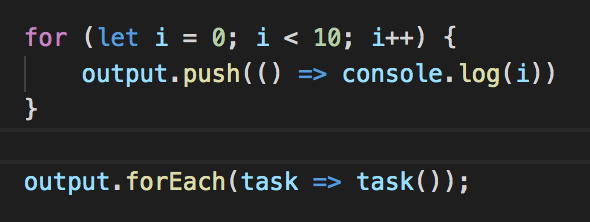 for (let i = 0; i < 10; i++) {
    output.push(() => console.log(i))
}
output.forEach(task => task());